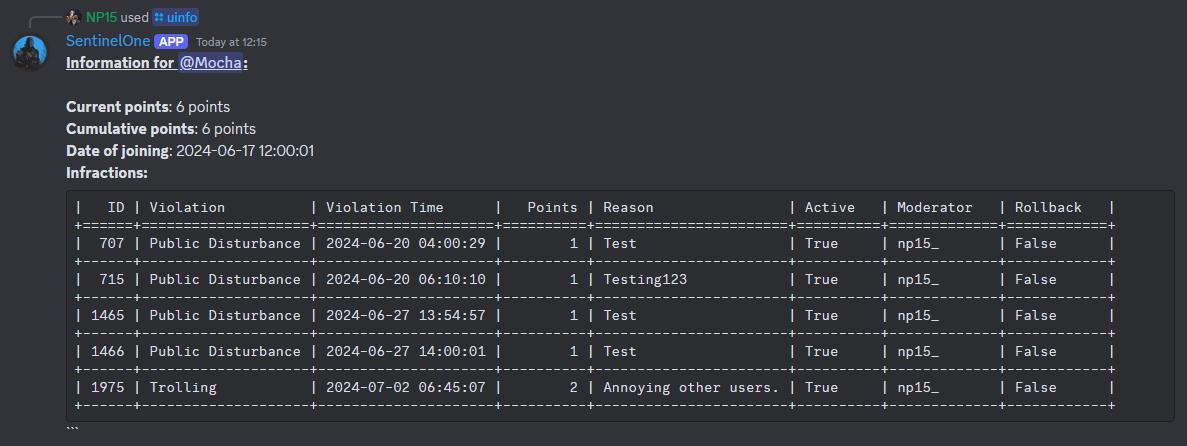 NP15 used uinfo
SentinelOne APP Today at 12:15
Information for @Mocha:
Current points: 6 points
Cumulative points: 6 points
Date of joining: 2024-06-17 12:00:01
Infractions:
|   ID | Violation          | Violation Time      |   Points | Reason                | Active   | Moderator   | Rollback   |
+======+====================+=====================+==========+=======================+==========+=============+============+
|  707 | Public Disturbance | 2024-06-20 04:00:29 |        1 | Test                  | True     | np15_       | False      |
+------+--------------------+---------------------+----------+-----------------------+----------+-------------+------------+
|  715 | Public Disturbance | 2024-06-20 06:10:10 |        1 | Testing123            | True     | np15_       | False      |
+------+--------------------+---------------------+----------+-----------------------+----------+-------------+------------+
| 1465 | Public Disturbance | 2024-06-27 13:54:57 |        1 | Test                  | True     | np15_       | False      |
+------+--------------------+---------------------+----------+-----------------------+----------+-------------+------------+
| 1466 | Public Disturbance | 2024-06-27 14:00:01 |        1 | Test                  | True     | np15_       | False      |
+------+--------------------+---------------------+----------+-----------------------+----------+-------------+------------+
| 1975 | Trolling           | 2024-07-02 06:45:07 |        2 | Annoying other users. | True     | np15_       | False      |
+------+--------------------+---------------------+----------+-----------------------+----------+-------------+------------+
```